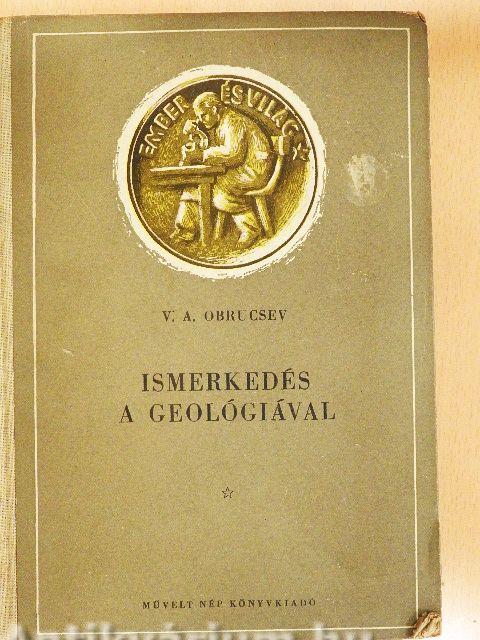 EMBER ÉS VILÁG
V. A. OBRUCSEV
ISMERKEDÉS
A GEOLÓGIÁVAL
MŰVELT NÉP KÖNYVKIADÓ